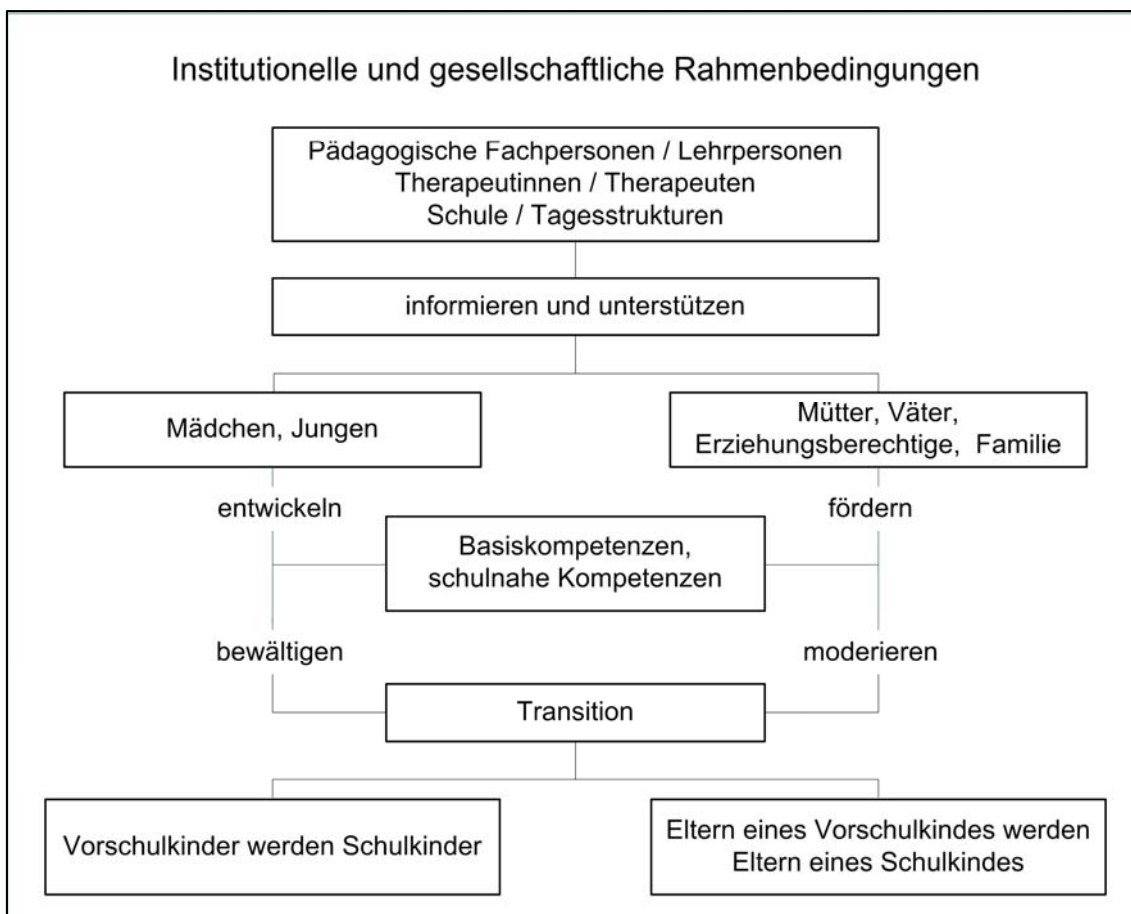 Institutionelle und gesellschaftliche Rahmenbedingungen
Pädagogische Fachpersonen / Lehrpersonen
Therapeutinnen / Therapeuten
Schule / Tagesstrukturen
informieren und unterstützen
Mädchen, Jungen
Mütter, Väter,
Erziehungsberechtige, Familie
entwickeln
fördern
Basiskompetenzen,
schulnahe Kompetenzen
bewältigen
moderieren
Transition
Vorschulkinder werden Schulkinder
Eltern eines Vorschulkindes werden
Eltern eines Schulkindes